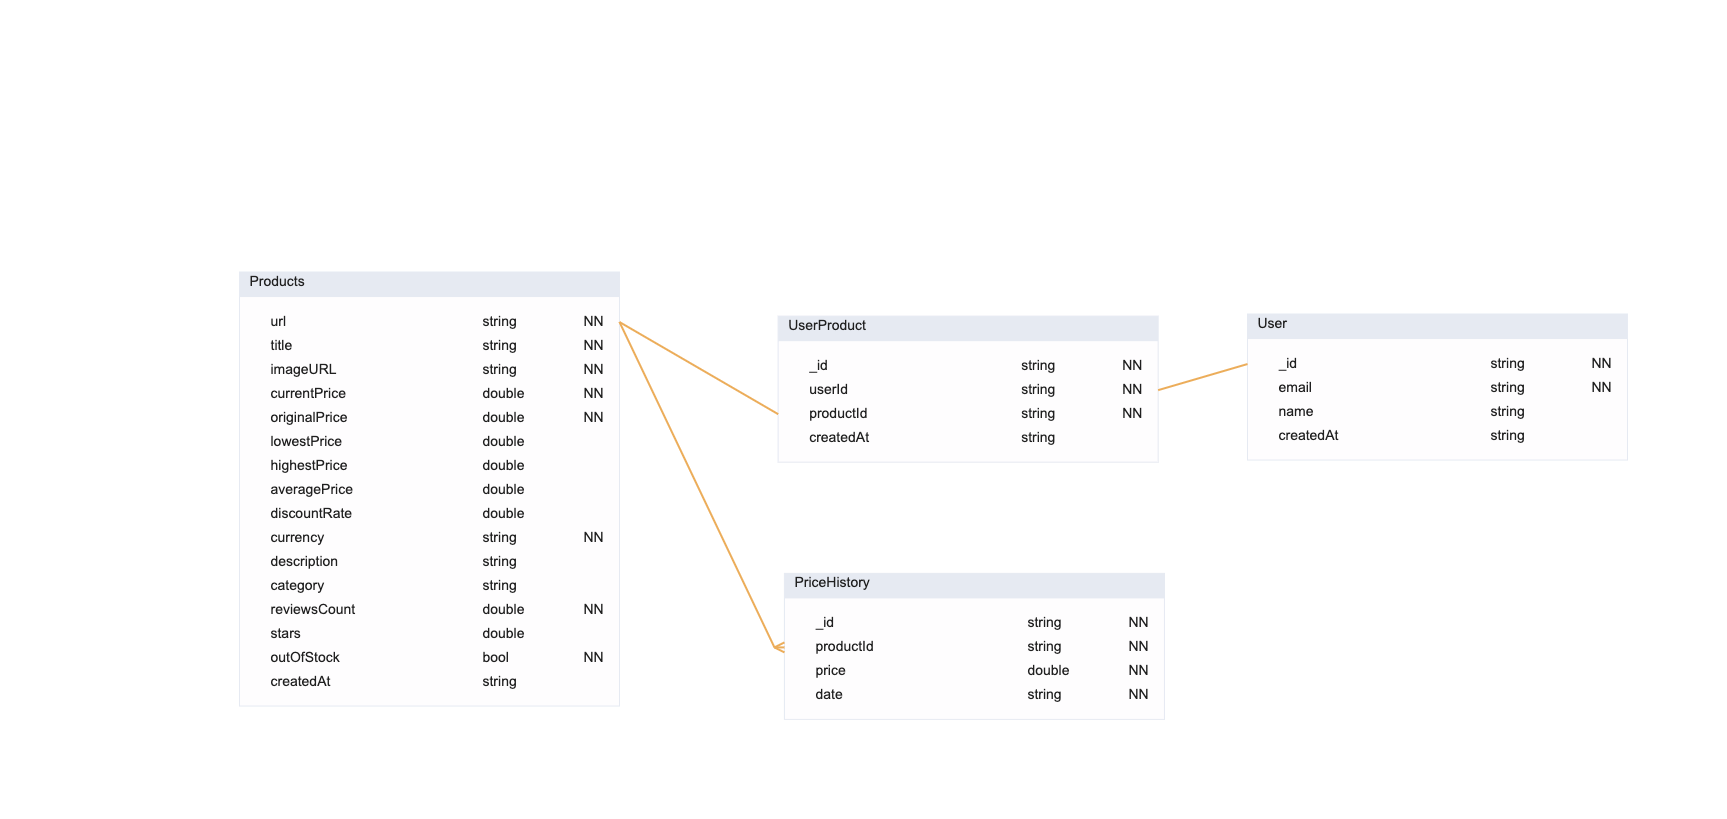 Products
url string NN
title string NN
imageURL string NN
currentPrice double NN
originalPrice double NN
lowestPrice double
highestPrice double
averagePrice double
discountRate double
currency string NN
description string
category string
reviewsCount double NN
stars double
outOfStock bool NN
createdAt string
UserProduct
_id string NN
userId string NN
productId string NN
createdAt string
User
_id string NN
email string NN
name string
createdAt string
PriceHistory
_id string NN
productId string NN
price double NN
date string NN